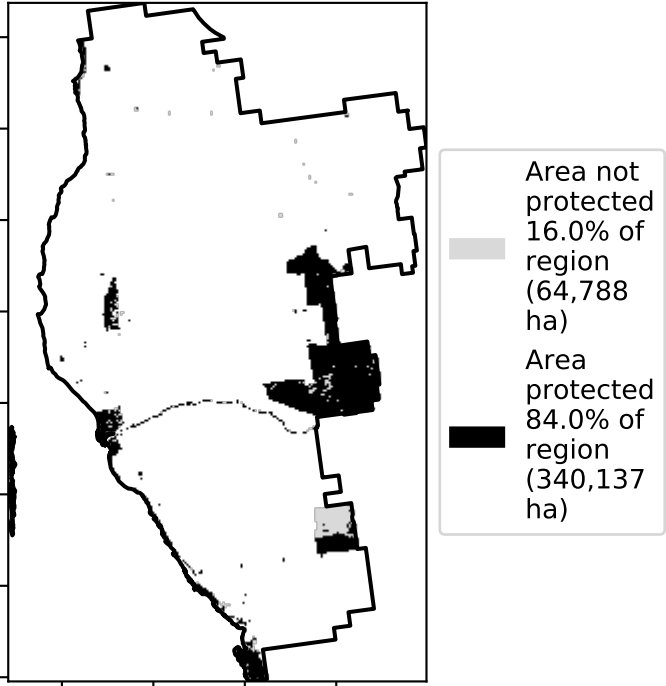 Area not
protected
16.0% of
region
(64,788
ha)
Area
protected
84.0% of
region
(340,137
ha)